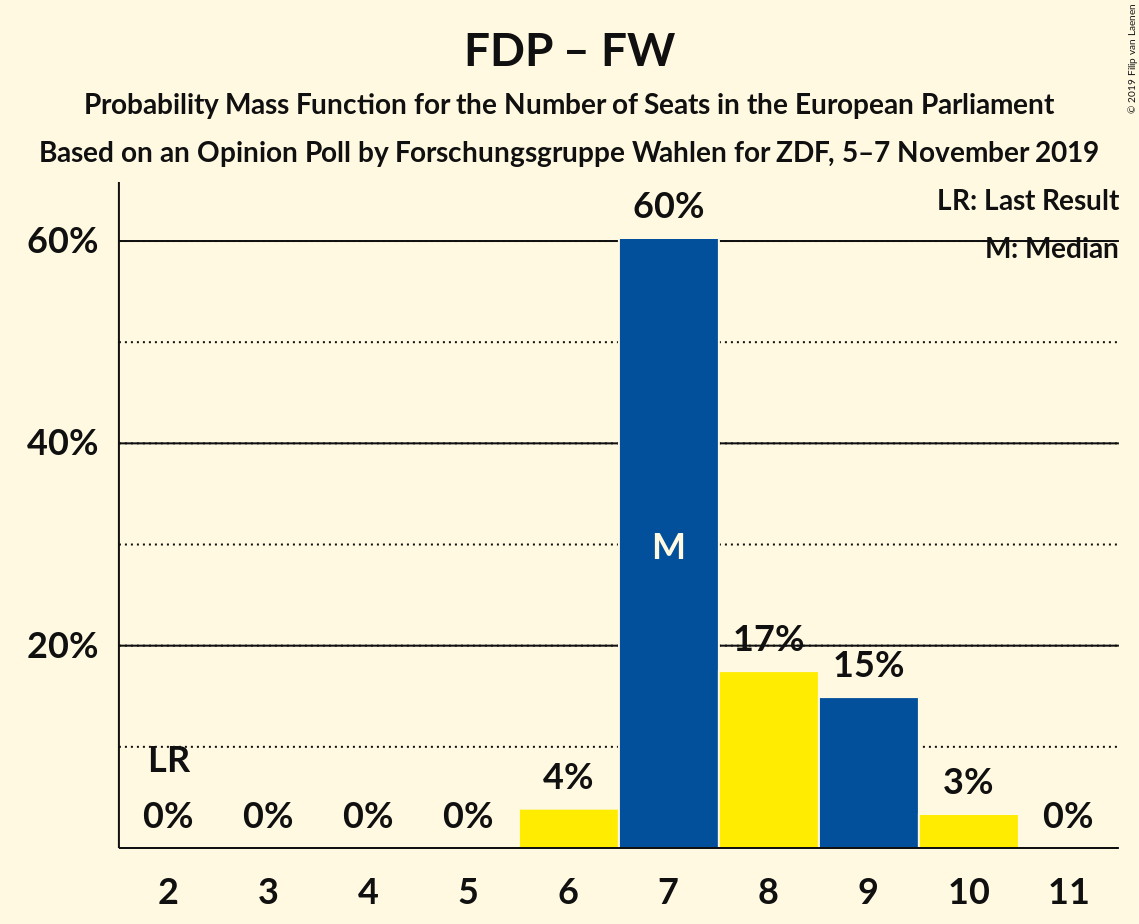 FDP – FW
Probability Mass Function for the Number of Seats in the European Parliament
Based on an Opinion Poll by Forschungsgruppe Wahlen for ZDF, 5–7 November 2019
© 2019 Filip van Laenen
LR: Last Result
M: Median
60%
40%
20%
LR
0%
0%
0%
0%
4%
60%
M
17%
15%
3%
0%
2 3 4 5 6 7 8 9 10 11